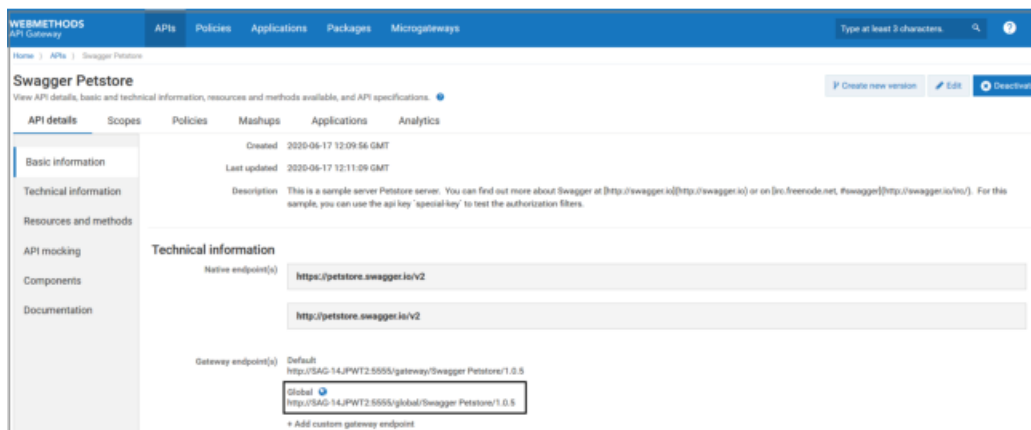 WEBMETHODS
API Gateway
APIs Policies Applications Packages Microgateways
Type at least 3 characters.
Home APIs Swagger Petstore
Swagger Petstore
View API details, basic and technical information, resources and methods available, and API specifications.
Create new version Edit Deactivat
API details Scopes Policies Mashups Applications Analytics
Basic information
Technical information
Resources and methods
API mocking
Components
Documentation
Created 2020-06-17 12:09:56 GMT
Last updated 2020-06-17 12:11:09 GMT
Description This is a sample server Petstore server. You can find out more about Swagger at [http://swagger.io](http://swagger.io) or on [irc.freenode.net, #swagger](http://swagger.io/irc/). For this
sample, you can use the api key `special-key` to test the authorization filters.
Technical information
Native endpoint(s) https://petstore.swagger.io/v2
http://petstore.swagger.io/v2
Gateway endpoint(s) Default
http://SAG-14JPWT2:5555/gateway/Swagger Petstore/1.0.5
Global
http://SAG-14JPWT2:5555/global/Swagger Petstore/1.0.5
+ Add custom gateway endpoint